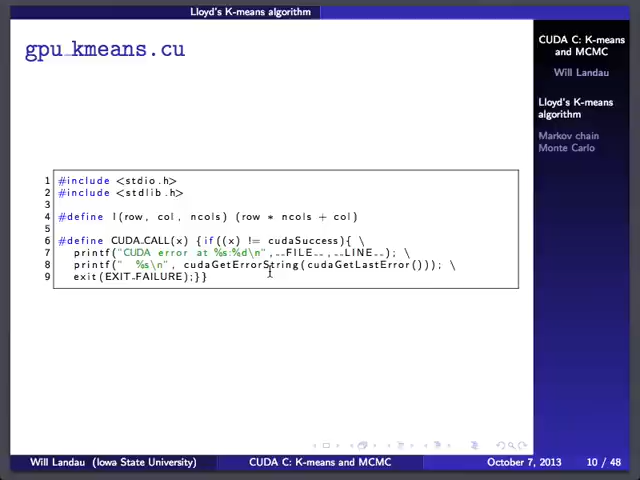 Lloyd's K-means algorithm
gpu_kmeans.cu
CUDA C: K-means
and MCMC
Will Landau
Lloyd's K-means
algorithm
Markov chain
Monte Carlo
1 #include <stdio.h>
2 #include <stdlib.h>
3
4 #define I(row, col, ncols) (row * ncols + col)
5
6 #define CUDA_CALL(x) {if((x) != cudaSuccess){ \
7 printf("CUDA error at %s:%d\n",__FILE__,__LINE__); \
8 printf(" %s\n", cudaGetErrorString(cudaGetLastError())); \
9 exit(EXIT_FAILURE);}}
Will Landau (Iowa State University)
CUDA C: K-means and MCMC
October 7, 2013
10 / 48